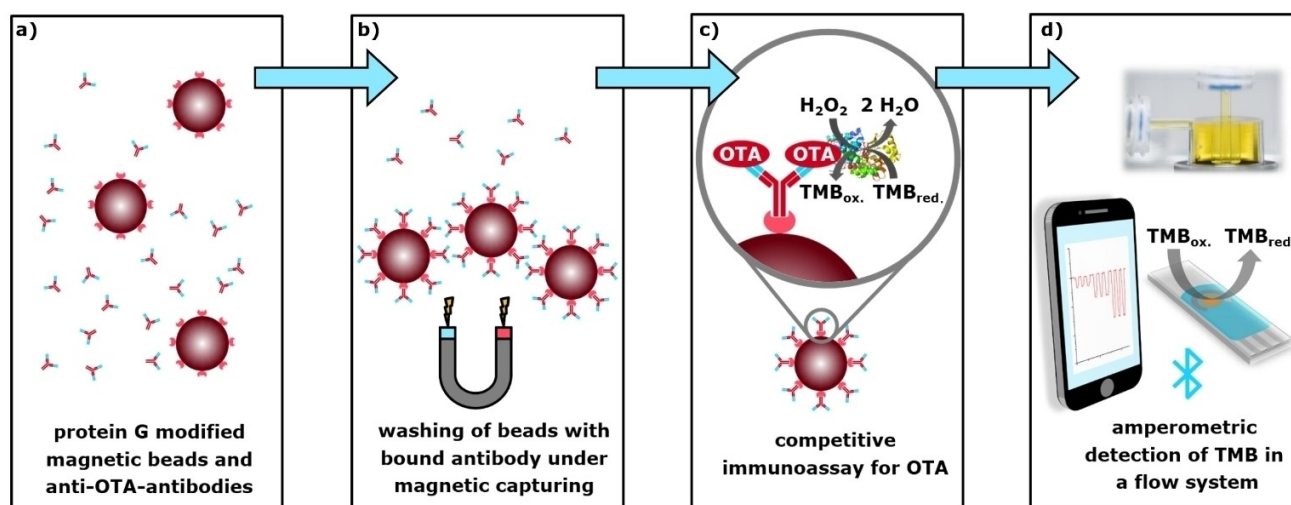 a)
protein G modified
magnetic beads and
anti-OTA-antibodies
b)
washing of beads with
bound antibody under
magnetic capturing
c)
H₂O₂ 2 H₂O
OTA OTA
TMBox. TMBred.
competitive
immunoassay for OTA
d)
TMBox. TMBred.
amperometric
detection of TMB in
a flow system